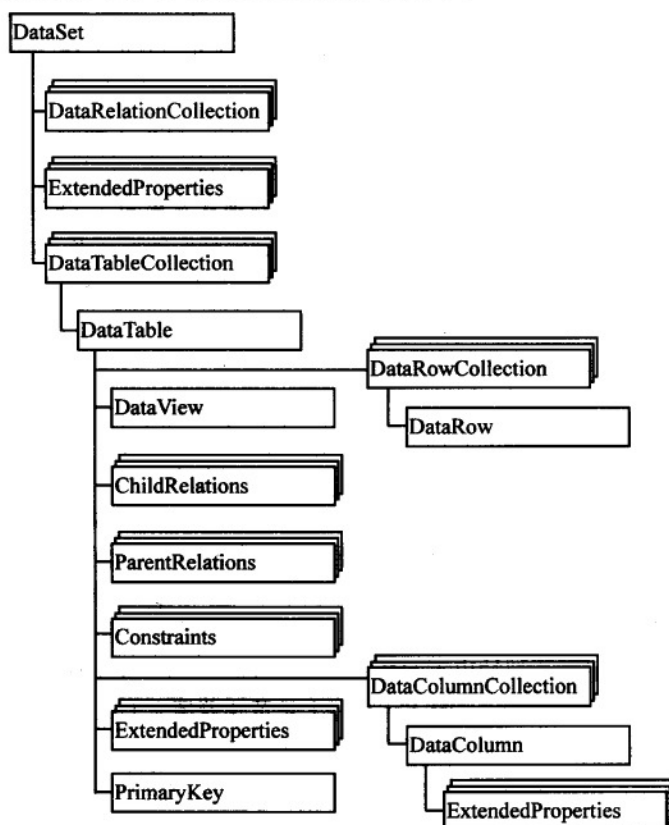 DataSet
DataRelationCollection
ExtendedProperties
DataTableCollection
DataTable
DataRowCollection
DataView
DataRow
ChildRelations
ParentRelations
Constraints
DataColumnCollection
ExtendedProperties
DataColumn
PrimaryKey
ExtendedProperties